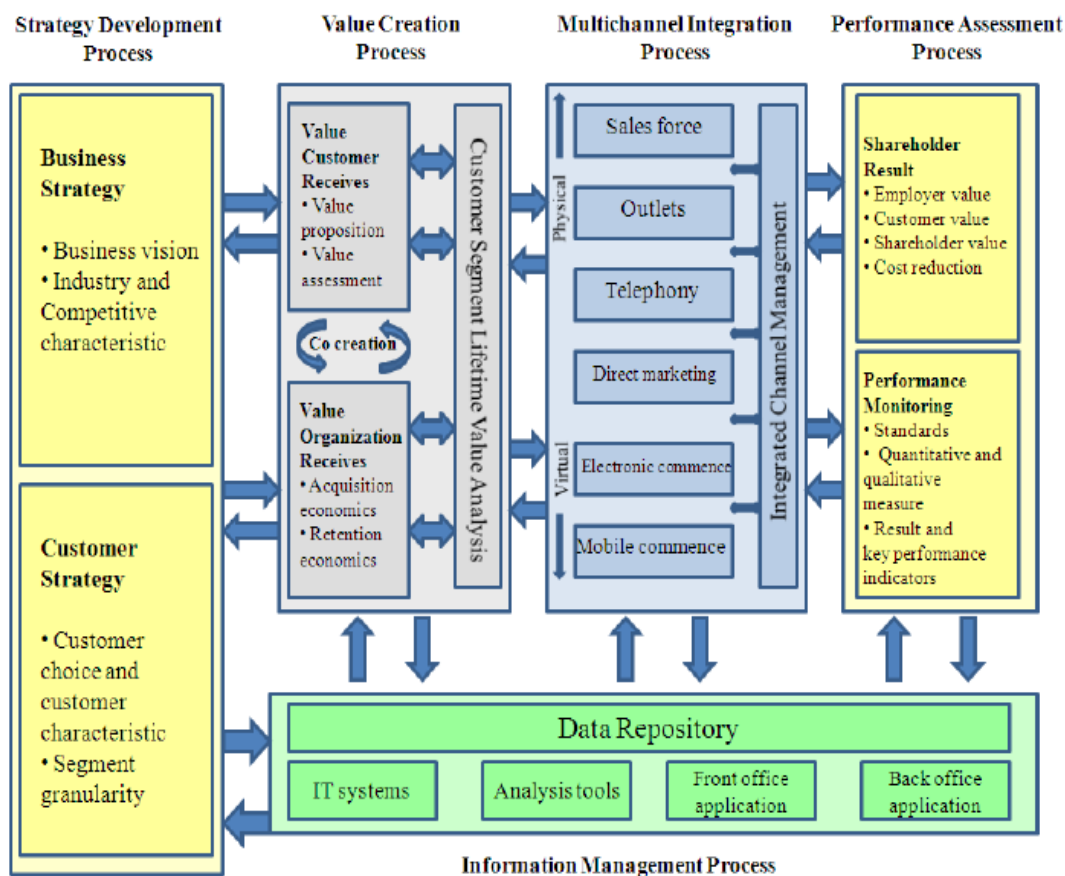 Strategy Development
Process
Value Creation
Process
Multichannel Integration
Process
Performance Assessment
Process
Business
Strategy
• Business vision
• Industry and
Competitive
characteristic
Customer
Strategy
• Customer
choice and
customer
characteristic
• Segment
granularity
Value
Customer
Receives
• Value
proposition
• Value
assessment
Co creation
Value
Organization
Receives
• Acquisition
economics
• Retention
economics
Customer Segment Lifetime Value Analysis
Physical
Virtual
Sales force
Outlets
Telephony
Direct marketing
Electronic commence
Mobile commence
Integrated Channel Management
Shareholder
Result
• Employer value
• Customer value
• Shareholder value
• Cost reduction
Performance
Monitoring
• Standards
• Quantitative and
qualitative
measure
• Result and
key performance
indicators
Data Repository
IT systems
Analysis tools
Front office
application
Back office
application
Information Management Process